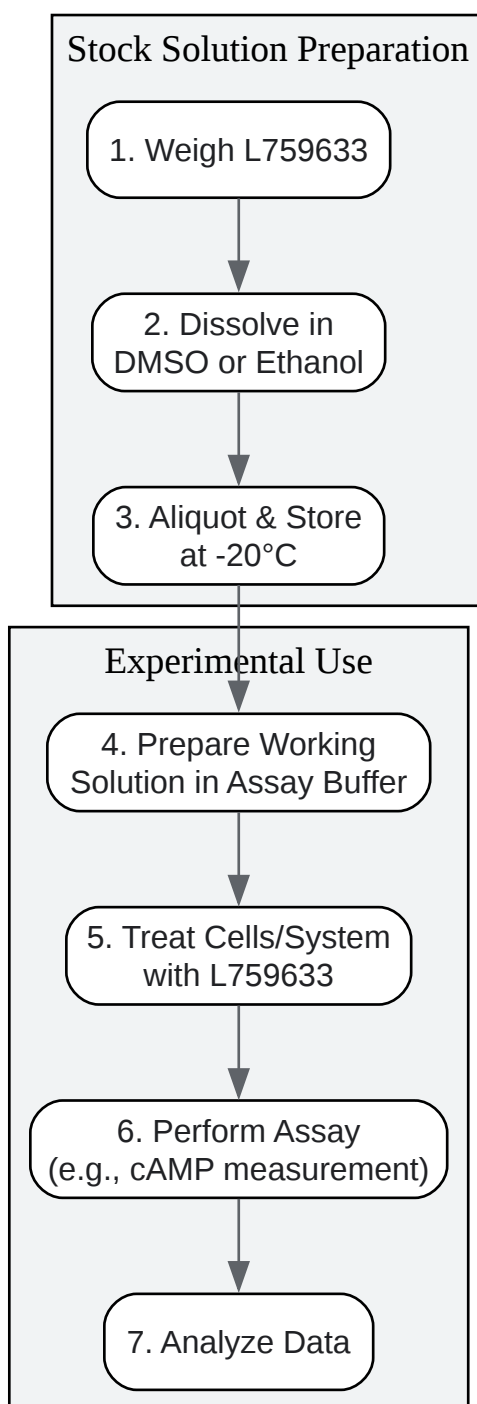 Stock Solution Preparation
1. Weigh L759633
2. Dissolve in
DMSO or Ethanol
3. Aliquot & Store
at -20°C
Experimental Use
4. Prepare Working
Solution in Assay Buffer
5. Treat Cells/System
with L759633
6. Perform Assay
(e.g., cAMP measurement)
7. Analyze Data